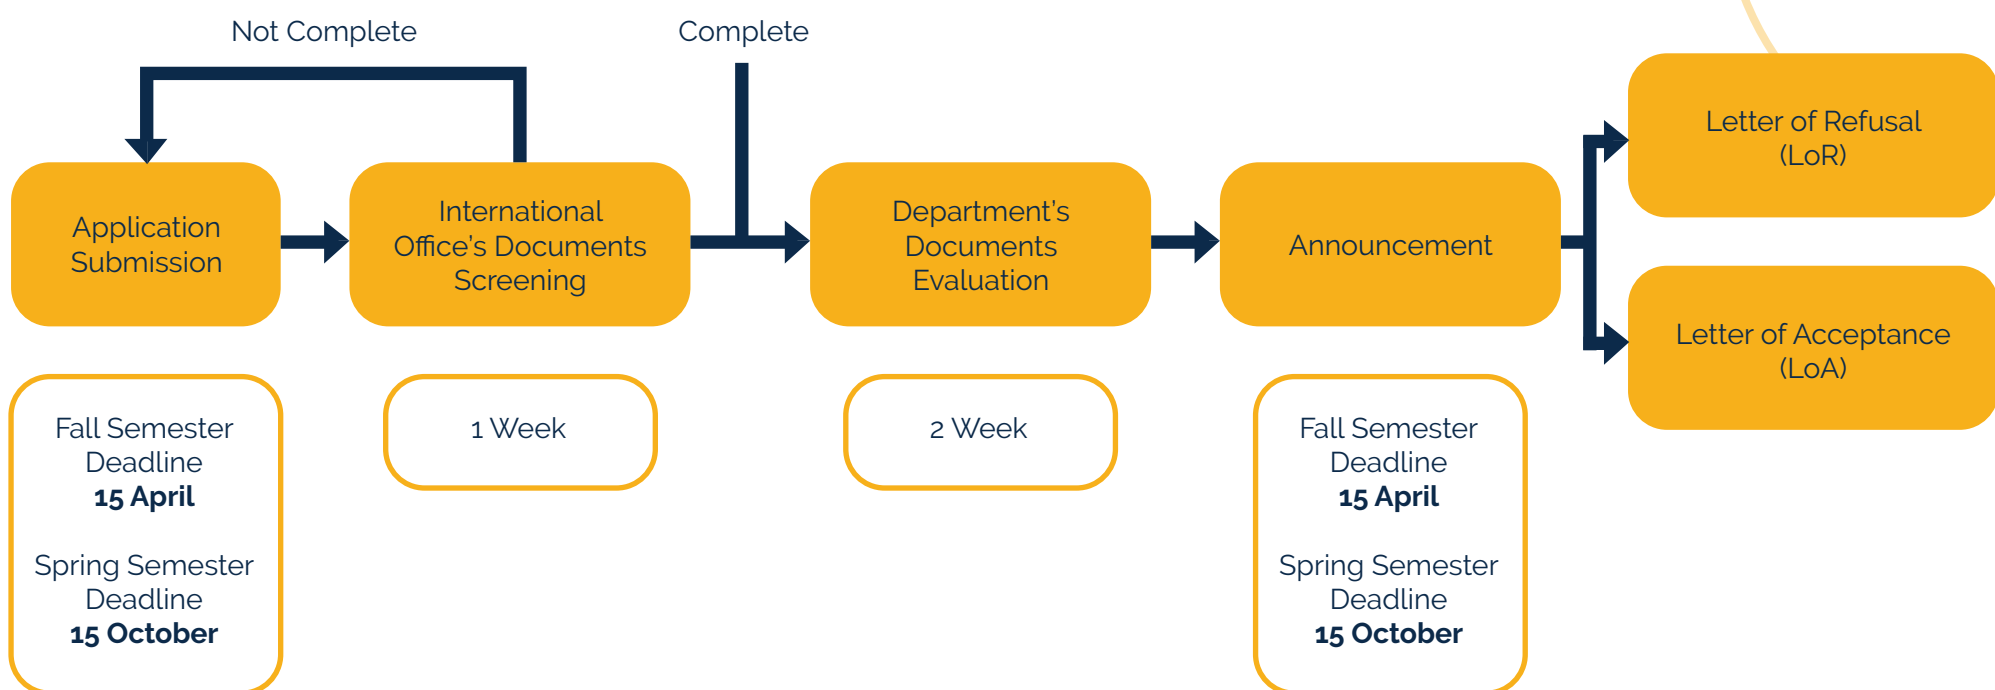 Not Complete
Complete
Application
Submission
International
Office's Documents
Screening
Department's
Documents
Evaluation
Announcement
Letter of Refusal
(LoR)
Letter of Acceptance
(LoA)
Fall Semester
Deadline
15 April
Spring Semester
Deadline
15 October
1 Week
2 Week
Fall Semester
Deadline
15 April
Spring Semester
Deadline
15 October